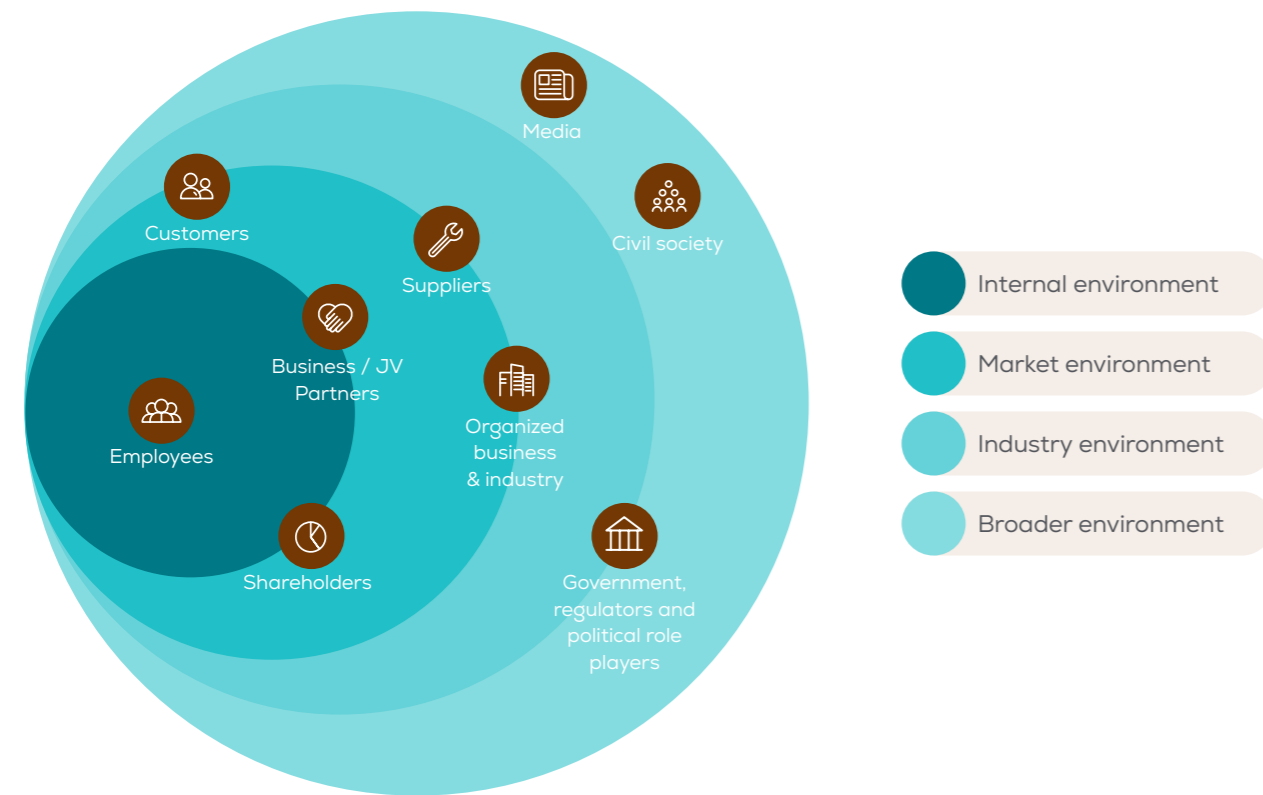 Media
Civil society
Customers
Suppliers
Business / JV
Partners
Organized
business
& industry
Employees
Shareholders
Government,
regulators and
political role
players
Internal environment
Market environment
Industry environment
Broader environment